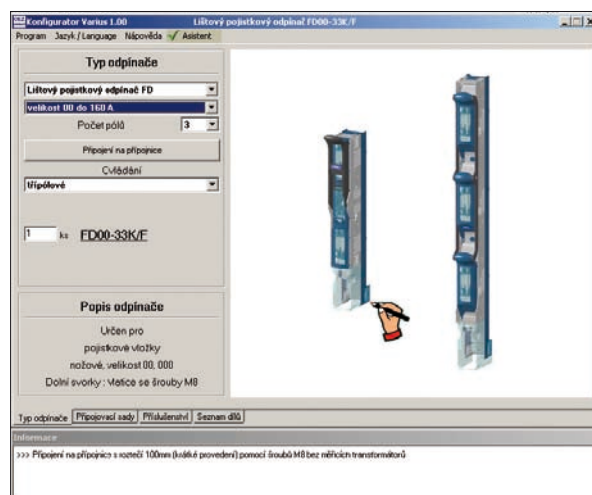 Konfigurator Varius 1.00 Lištový pojistkový odpínač FD00-33K/F
Program Jazyk / Language Nápověda Asistent
Typ odpínače
Lištový pojistkový odpínač FD
velikost 00 do 160 A
Počet pólů 3
Připojení na přípojnice
Ovládání
třípólové
1 ks FD00-33K/F
Popis odpínače
Určen pro
pojistkové vložky
nožové, velikost 00, 000
Dolní svorky : Matice se šrouby M8
Typ odpínače Připojovací sady Příslušenství Seznam dílů
Informace
>>> Připojení na přípojnice s roztečí 100mm (krátké provedení) pomocí šroubů M8 bez měřicích transformátorů